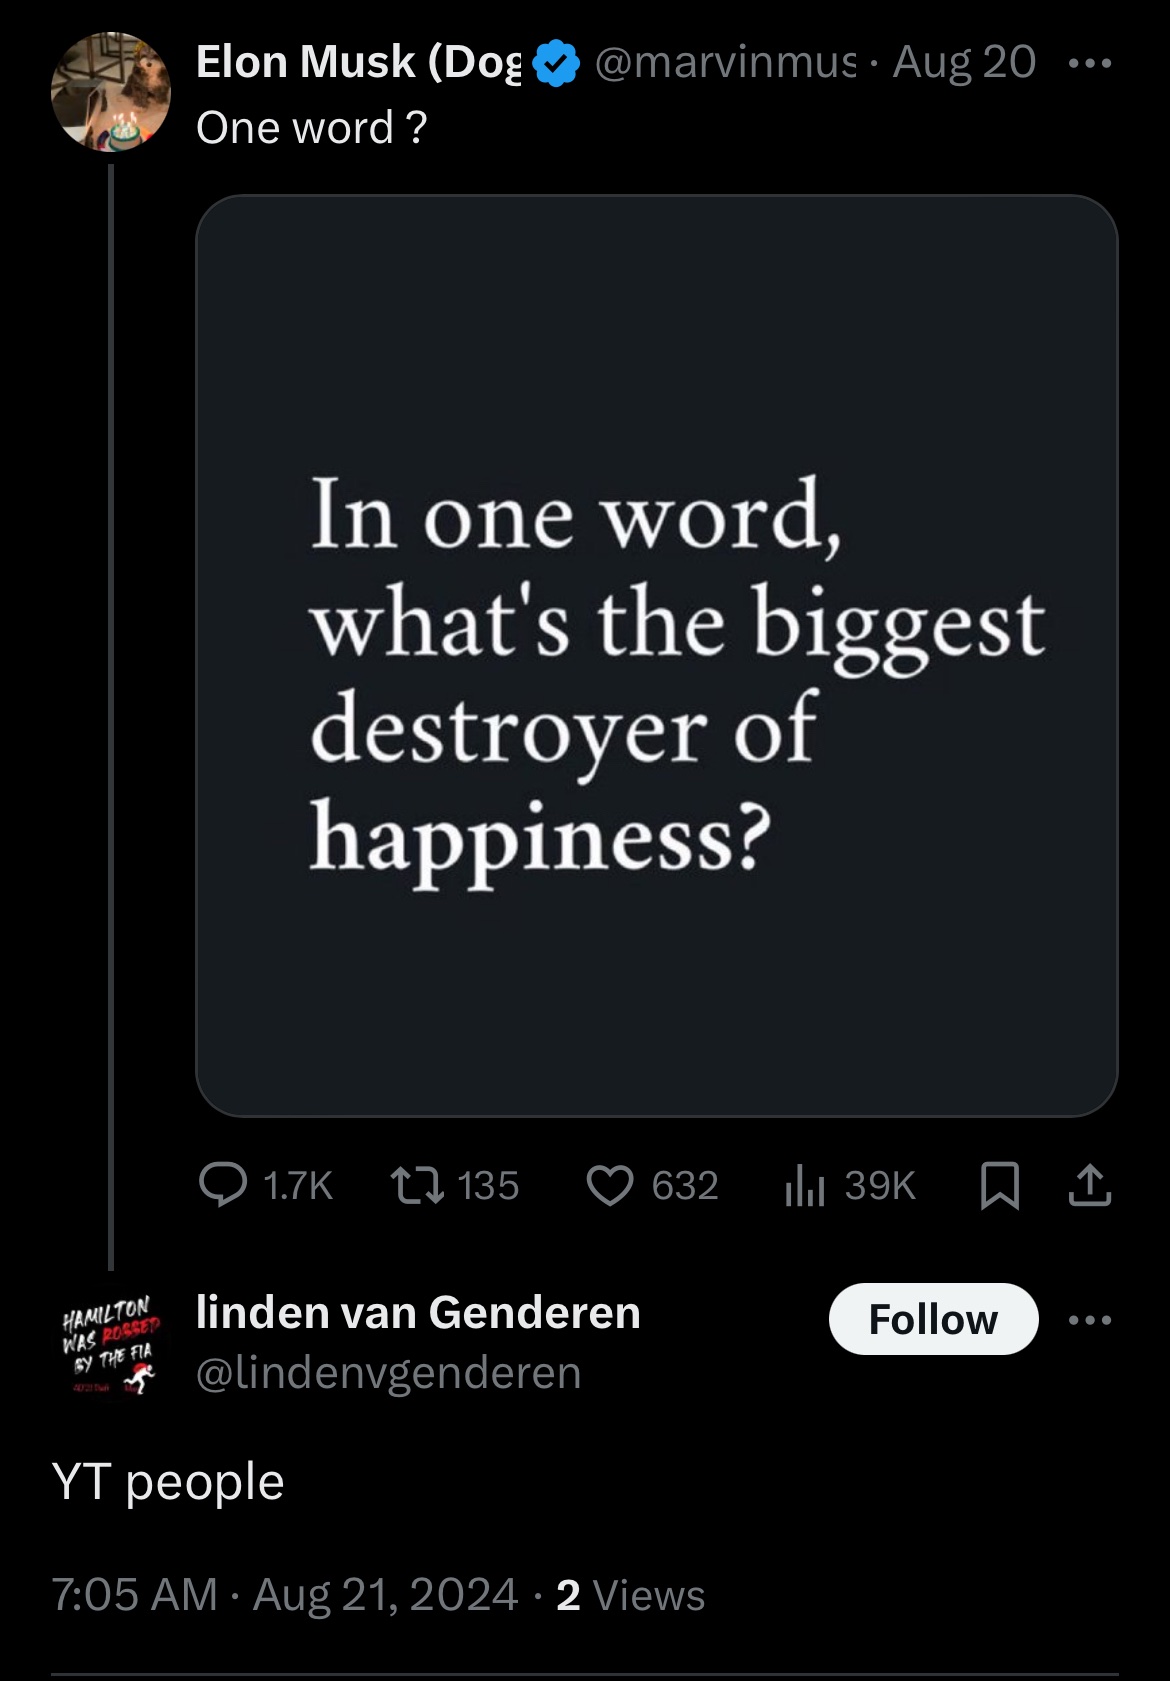 Elon Musk (Dog @marvinmus · Aug 20
One word ?
In one word,
what's the biggest
destroyer of
happiness?
1.7K 135 632 39K
HAMILTON
WAS ROBBED
BY THE FIA
linden van Genderen
Follow
@lindenvgenderen
YT people
7:05 AM · Aug 21, 2024 · 2 Views